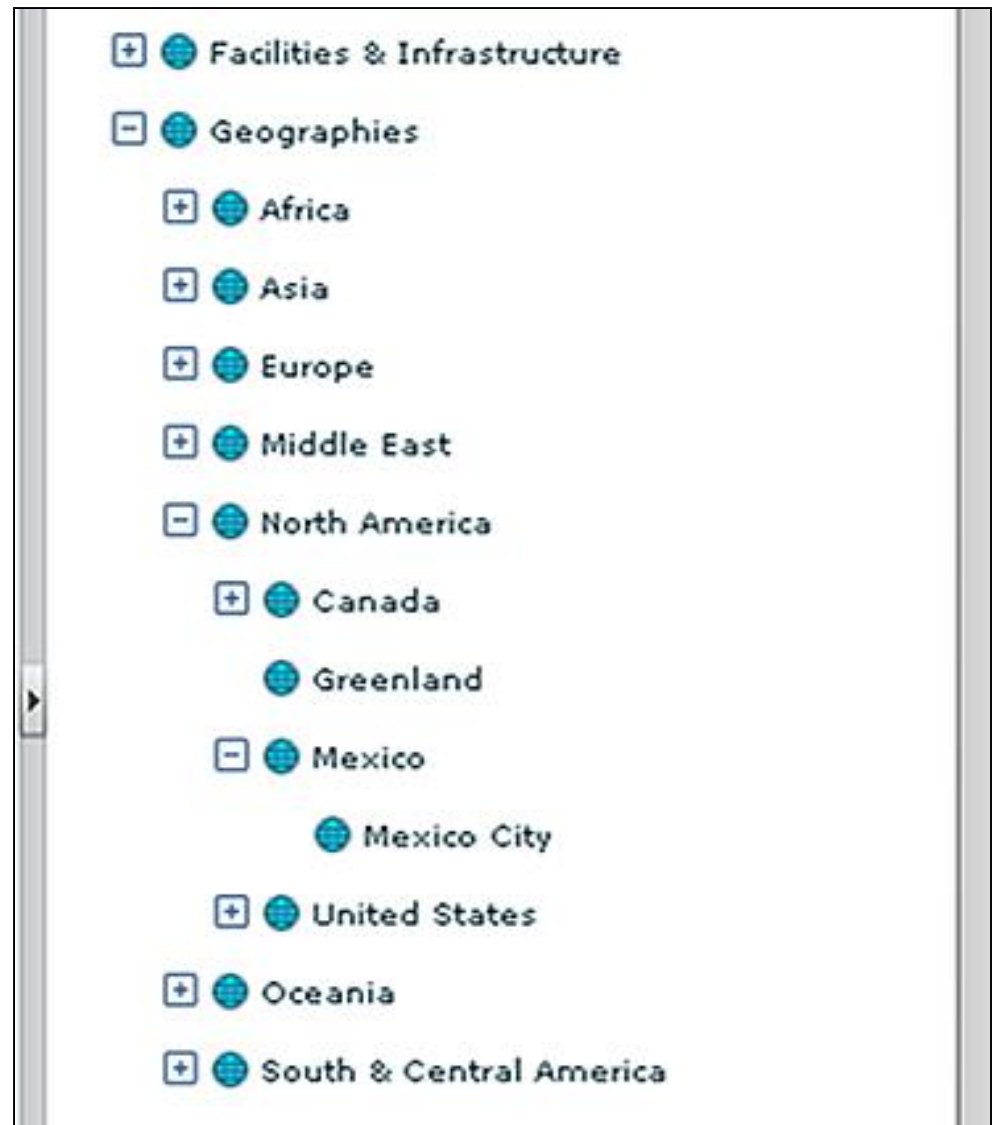 Facilities & Infrastructure
Geographies
Africa
Asia
Europe
Middle East
North America
Canada
Greenland
Mexico
Mexico City
United States
Oceania
South & Central America